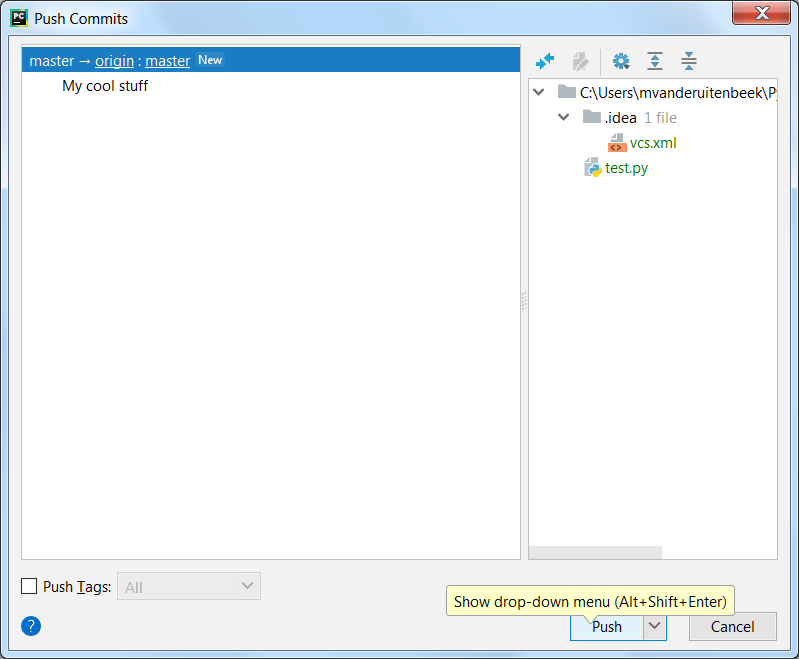 Push Commits
master → origin : master New
My cool stuff
C:\Users\mvanderuitenbeek\Py
.idea 1 file
vcs.xml
test.py
Push Tags: All
Show drop-down menu (Alt+Shift+Enter)
Push
Cancel